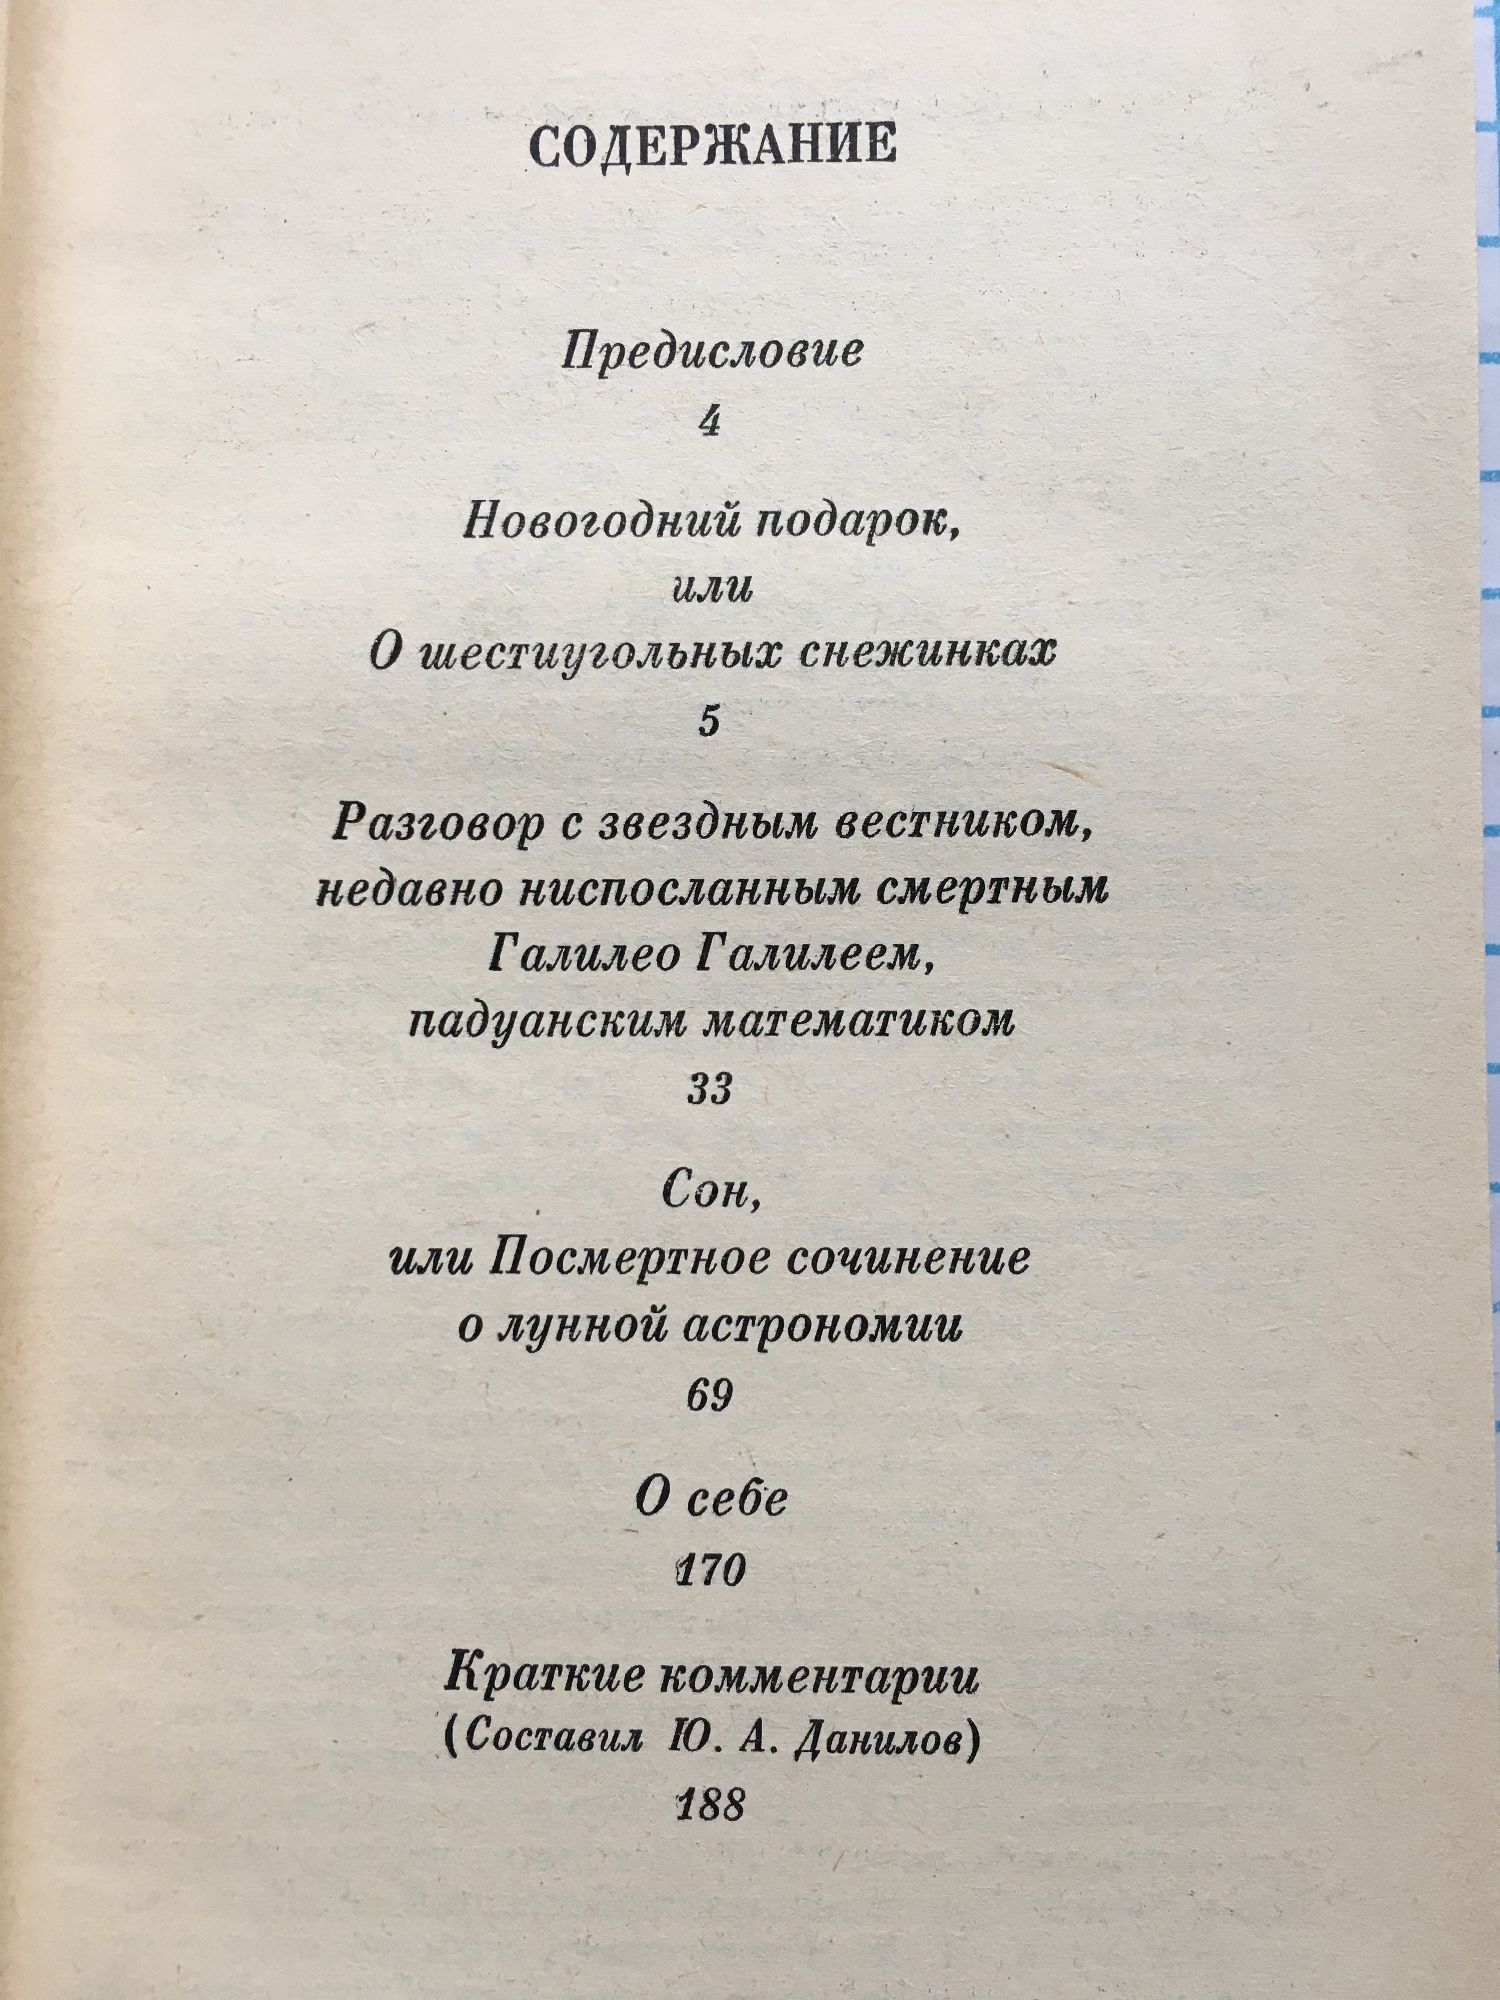 СОДЕРЖАНИЕ
Предисловие
4
Новогодний подарок,
или
О шестиугольных снежинках
5
Разговор с звездным вестником,
недавно ниспосланным смертным
Галилео Галилеем,
падуанским математиком
33
Сон,
или Посмертное сочинение
о лунной астрономии
69
О себе
170
Краткие комментарии
(Составил Ю. А. Данилов)
188